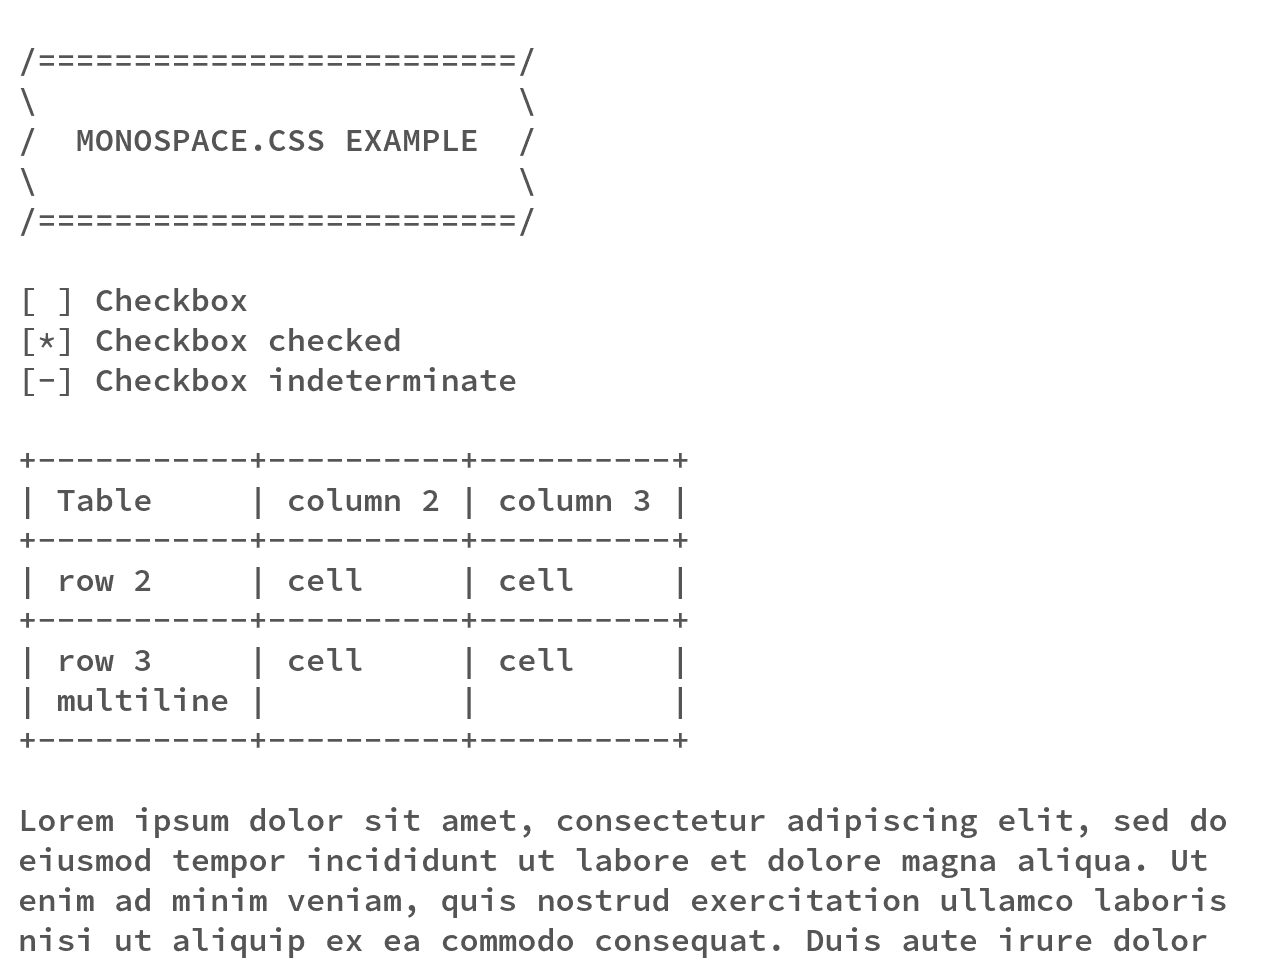 /=========================/
\                         \
/  MONOSPACE.CSS EXAMPLE  /
\                         \
/=========================/

[ ] Checkbox
[*] Checkbox checked
[-] Checkbox indeterminate

+-----------+----------+----------+
| Table     | column 2 | column 3 |
+-----------+----------+----------+
| row 2     | cell     | cell     |
+-----------+----------+----------+
| row 3     | cell     | cell     |
| multiline |          |          |
+-----------+----------+----------+

Lorem ipsum dolor sit amet, consectetur adipiscing elit, sed do
eiusmod tempor incididunt ut labore et dolore magna aliqua. Ut
enim ad minim veniam, quis nostrud exercitation ullamco laboris
nisi ut aliquip ex ea commodo consequat. Duis aute irure dolor